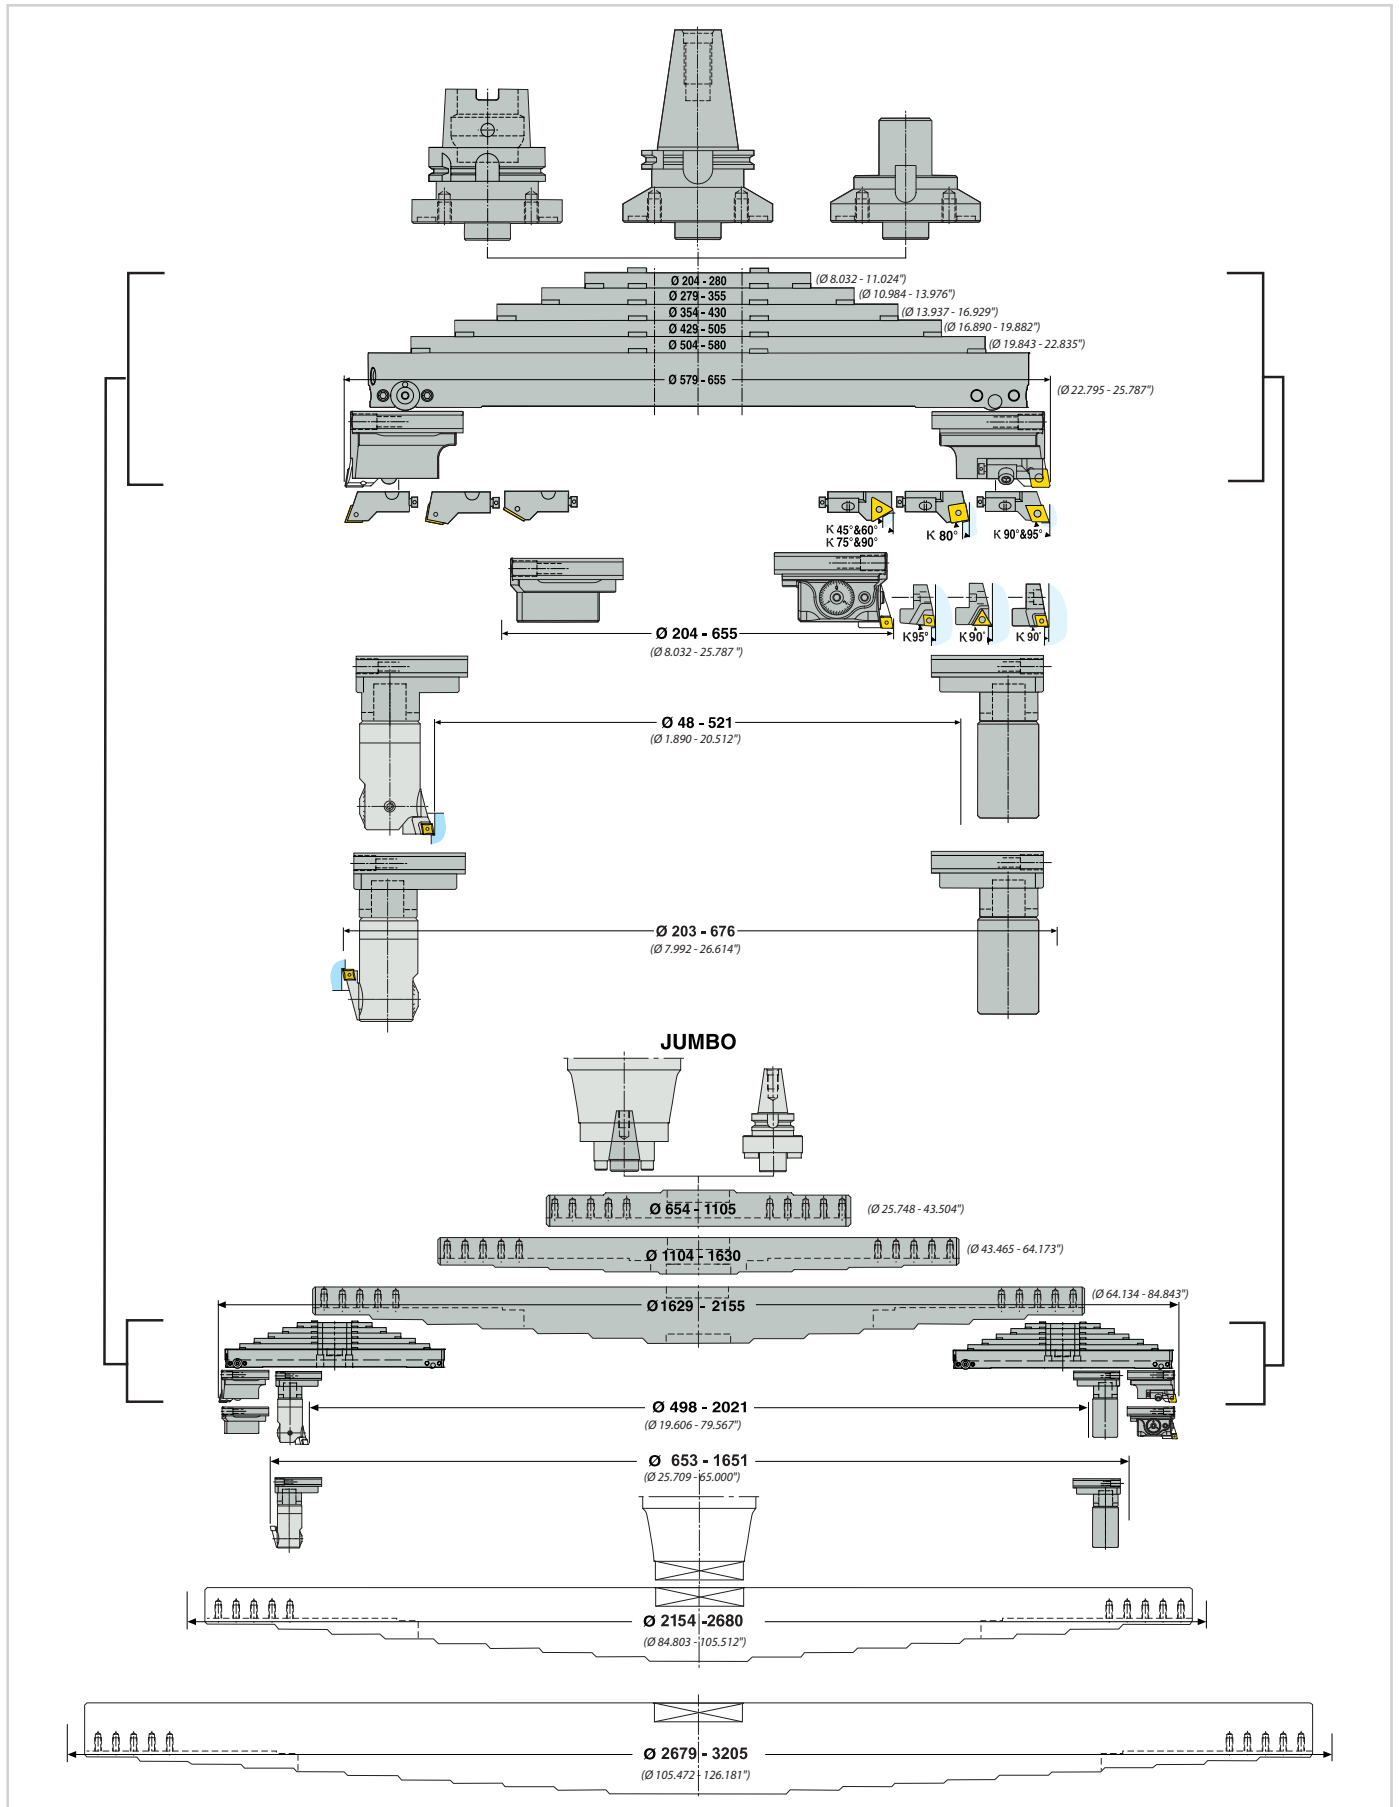 Ø 204 - 280 (Ø 8.032 - 11.024")
Ø 279 - 355 (Ø 10.984 - 13.976")
Ø 354 - 430 (Ø 13.937 - 16.929")
Ø 429 - 505 (Ø 16.890 - 19.882")
Ø 504 - 580 (Ø 19.843 - 22.835")
Ø 579 - 655 (Ø 22.795 - 25.787")
K 45°&60° K 80° K 90°&95°
K 75°&90°
Ø 204 - 655 K95° K 90° K 90°
(Ø 8.032 - 25.787 ")
Ø 48 - 521
(Ø 1.890 - 20.512")
Ø 203 - 676
(Ø 7.992 - 26.614")
JUMBO
Ø 654 - 1105 (Ø 25.748 - 43.504")
Ø 1104 - 1630 (Ø 43.465 - 64.173")
Ø 1629 - 2155 (Ø 64.134 - 84.843")
Ø 498 - 2021
(Ø 19.606 - 79.567")
Ø 653 - 1651
(Ø 25.709 - 65.000")
Ø 2154 -2680
(Ø 84.803 - 105.512")
Ø 2679 - 3205
(Ø 105.472 - 126.181")